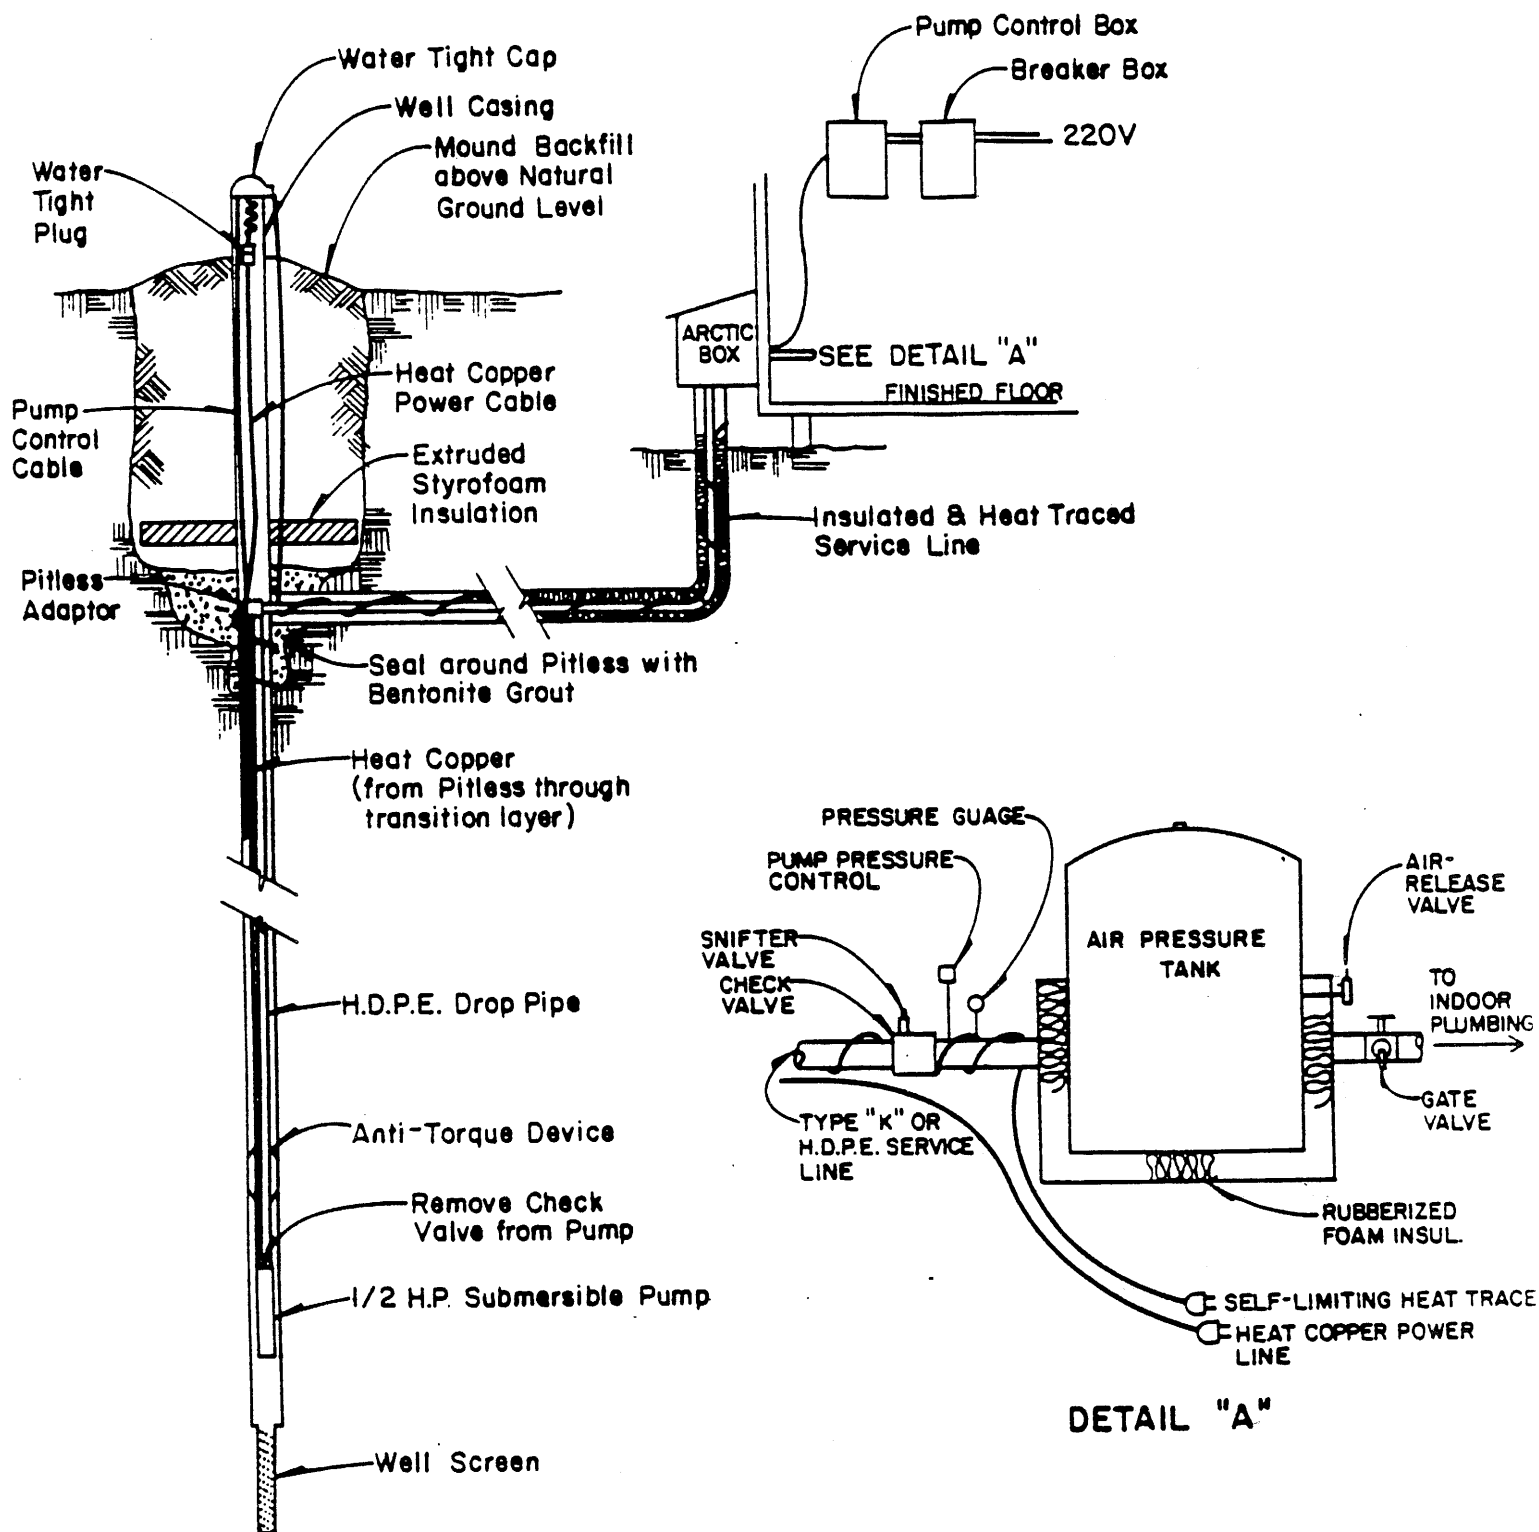 Pump Control Box
Breaker Box
220V
Water Tight Cap
Well Casing
Mound Backfill
above Natural
Ground Level
Water
Tight
Plug
ARCTIC
BOX
SEE DETAIL "A"
FINISHED FLOOR
Heat Copper
Power Cable
Pump
Control
Cable
Extruded
Styrofoam
Insulation
Insulated & Heat Traced
Service Line
Pitless
Adaptor
Seal around Pitless with
Bentonite Grout
Heat Copper
(from Pitless through
transition layer)
H.D.P.E. Drop Pipe
Anti-Torque Device
Remove Check
Valve from Pump
1/2 H.P. Submersible Pump
Well Screen
PRESSURE GUAGE
PUMP PRESSURE
CONTROL
SNIFTER
VALVE
CHECK
VALVE
AIR PRESSURE
TANK
AIR-
RELEASE
VALVE
TO
INDOOR
PLUMBING
GATE
VALVE
TYPE "K" OR
H.D.P.E. SERVICE
LINE
RUBBERIZED
FOAM INSUL.
SELF-LIMITING HEAT TRACE
HEAT COPPER POWER
LINE
DETAIL "A"